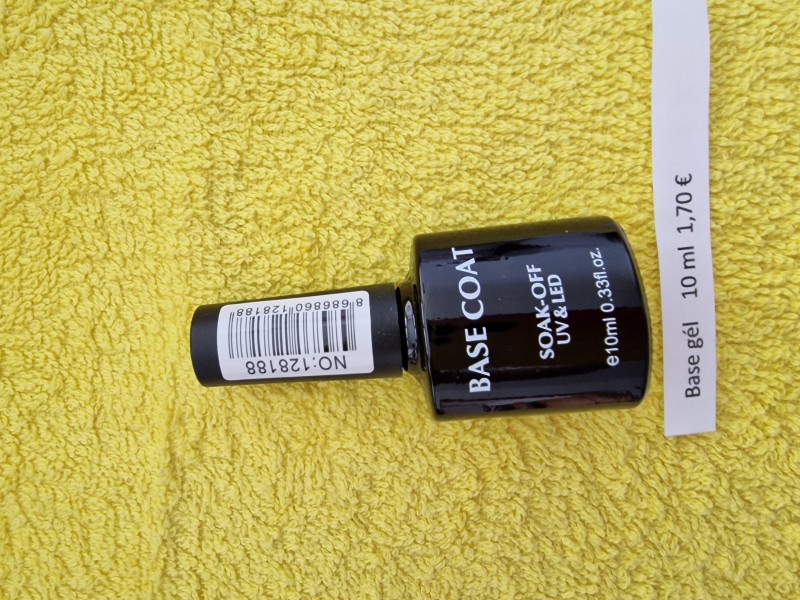 BASE COAT
SOAK-OFF
UV & LED
e10ml 0.33fl.oz.
NO:128188
8 686860 128188
Base gél 10 ml 1,70 €